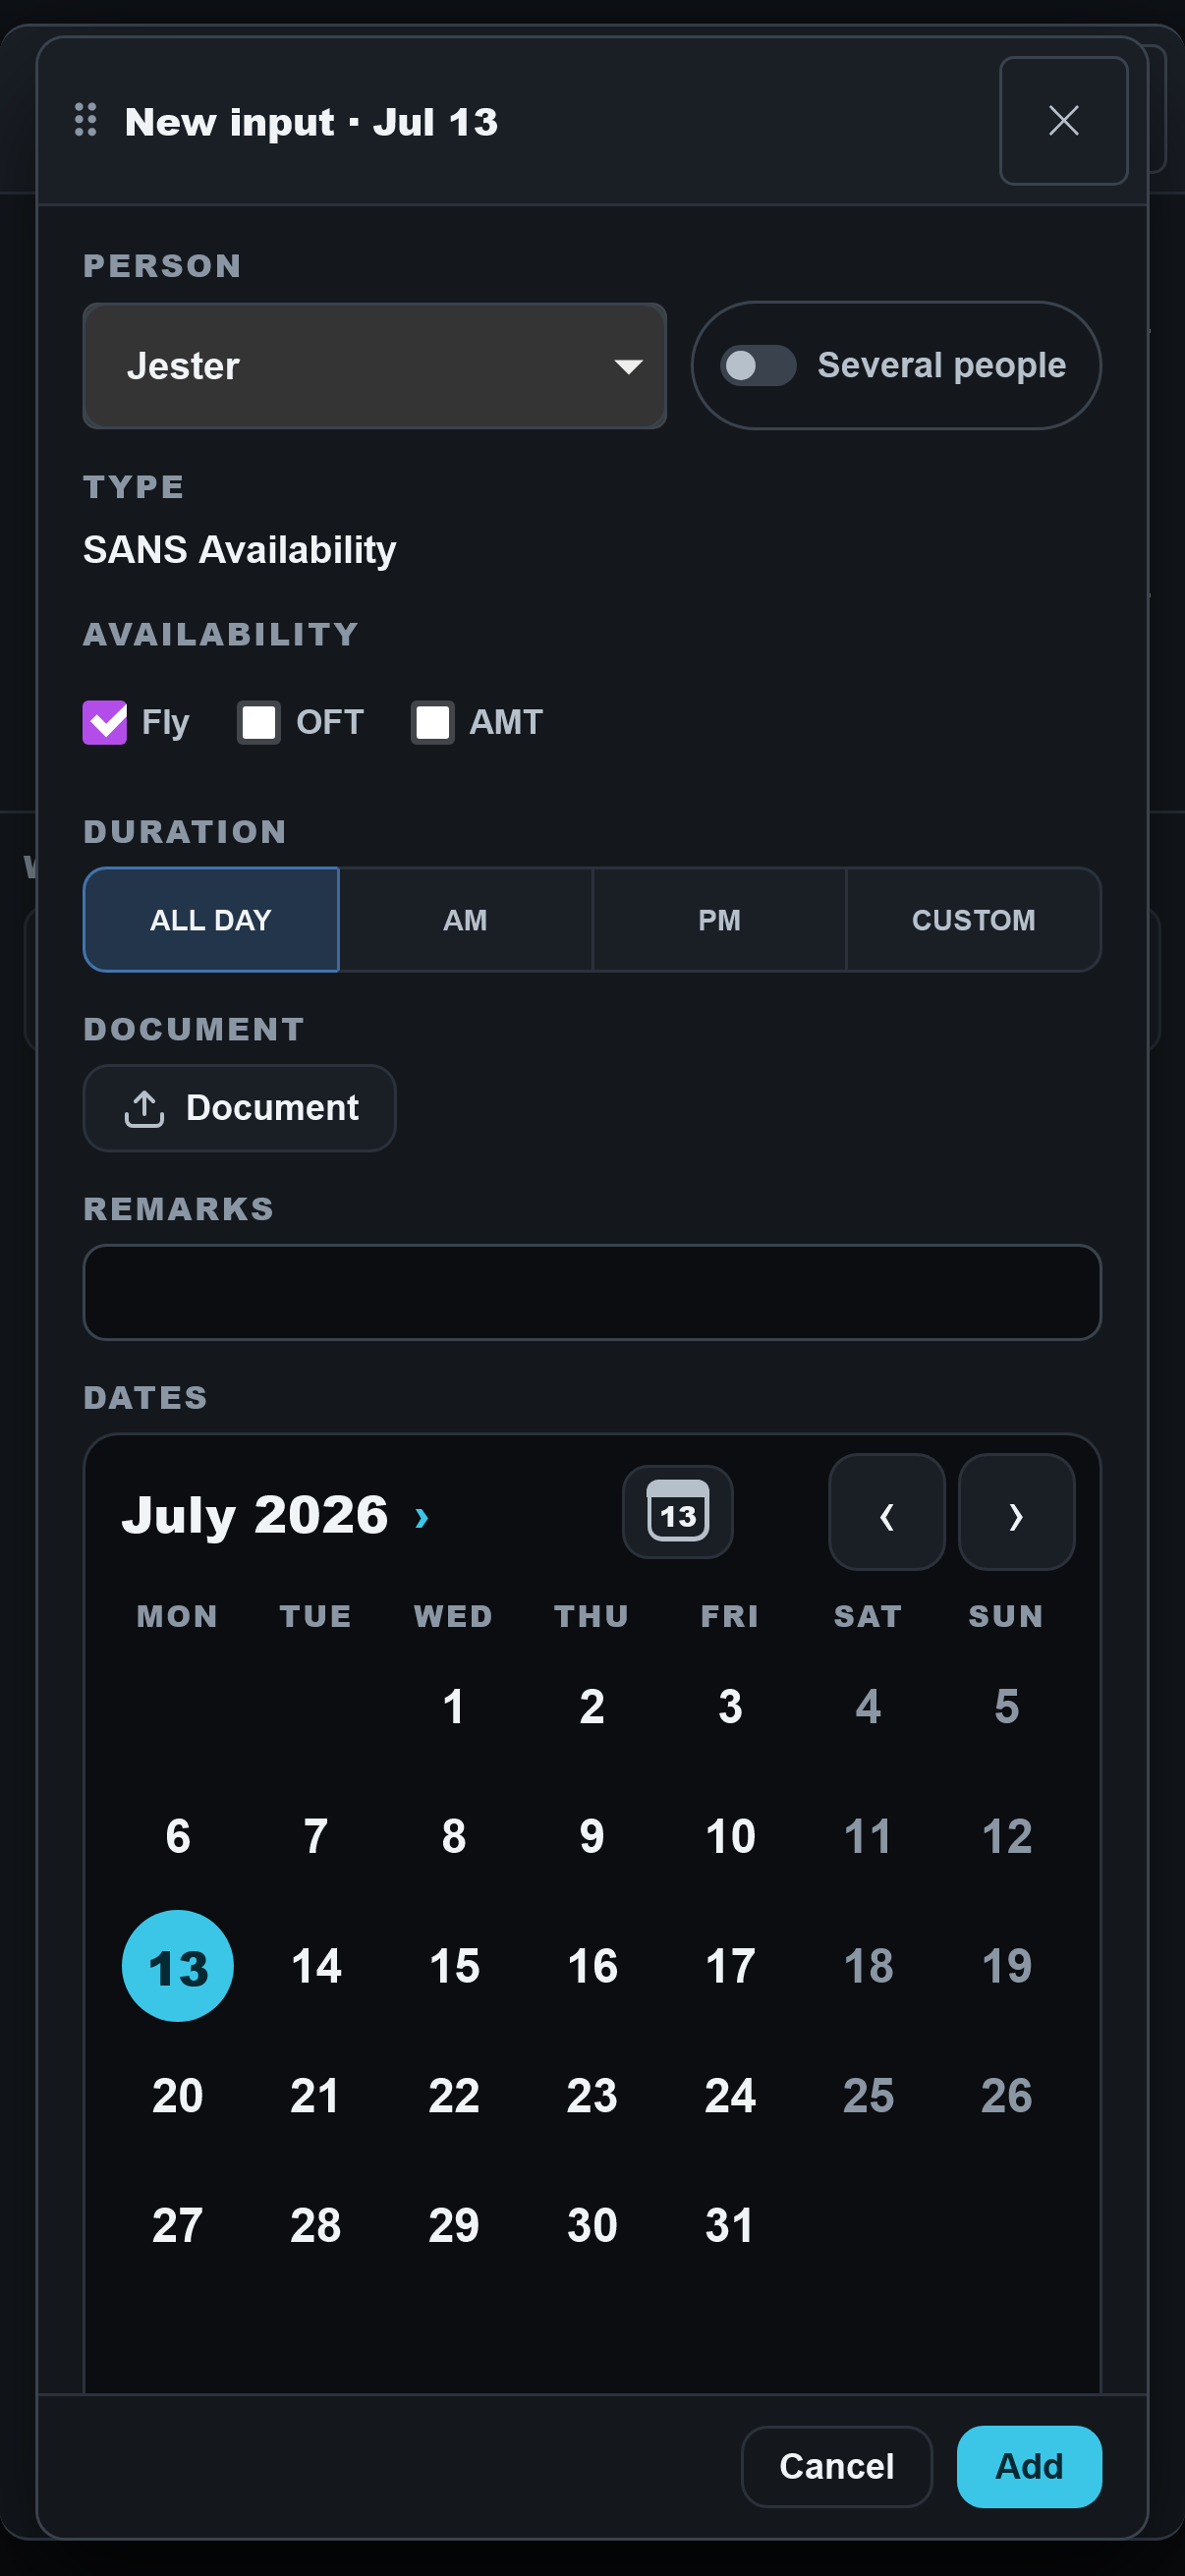 New input · Jul 13
PERSON
Jester
Several people
TYPE
SANS Availability
AVAILABILITY
Fly OFT AMT
DURATION
ALL DAY AM PM CUSTOM
DOCUMENT
Document
REMARKS
DATES
July 2026 › 13 ‹ ›
MON TUE WED THU FRI SAT SUN
1 2 3 4 5
6 7 8 9 10 11 12
13 14 15 16 17 18 19
20 21 22 23 24 25 26
27 28 29 30 31
Cancel Add